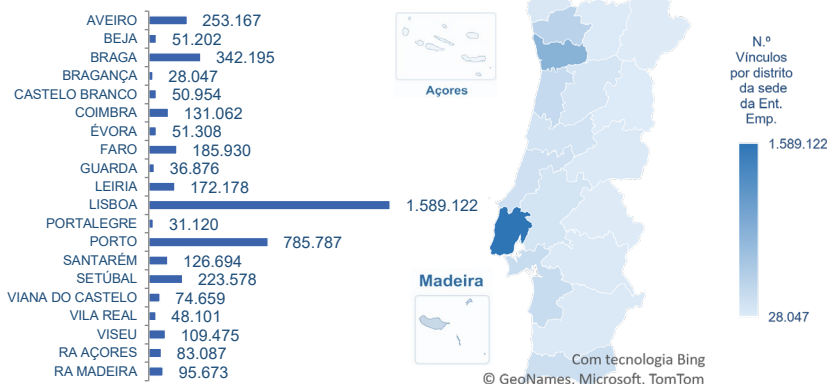 AVEIRO 253.167
BEJA 51.202
BRAGA 342.195
BRAGANÇA 28.047
CASTELO BRANCO 50.954
COIMBRA 131.062
ÉVORA 51.308
FARO 185.930
GUARDA 36.876
LEIRIA 172.178
LISBOA 1.589.122
PORTALEGRE 31.120
PORTO 785.787
SANTARÉM 126.694
SETÚBAL 223.578
VIANA DO CASTELO 74.659
VILA REAL 48.101
VISEU 109.475
RA AÇORES 83.087
RA MADEIRA 95.673
Açores
Madeira
N.º
Vínculos
por distrito
da sede
da Ent.
Emp.
1.589.122
28.047
Com tecnologia Bing
© GeoNames, Microsoft, TomTom